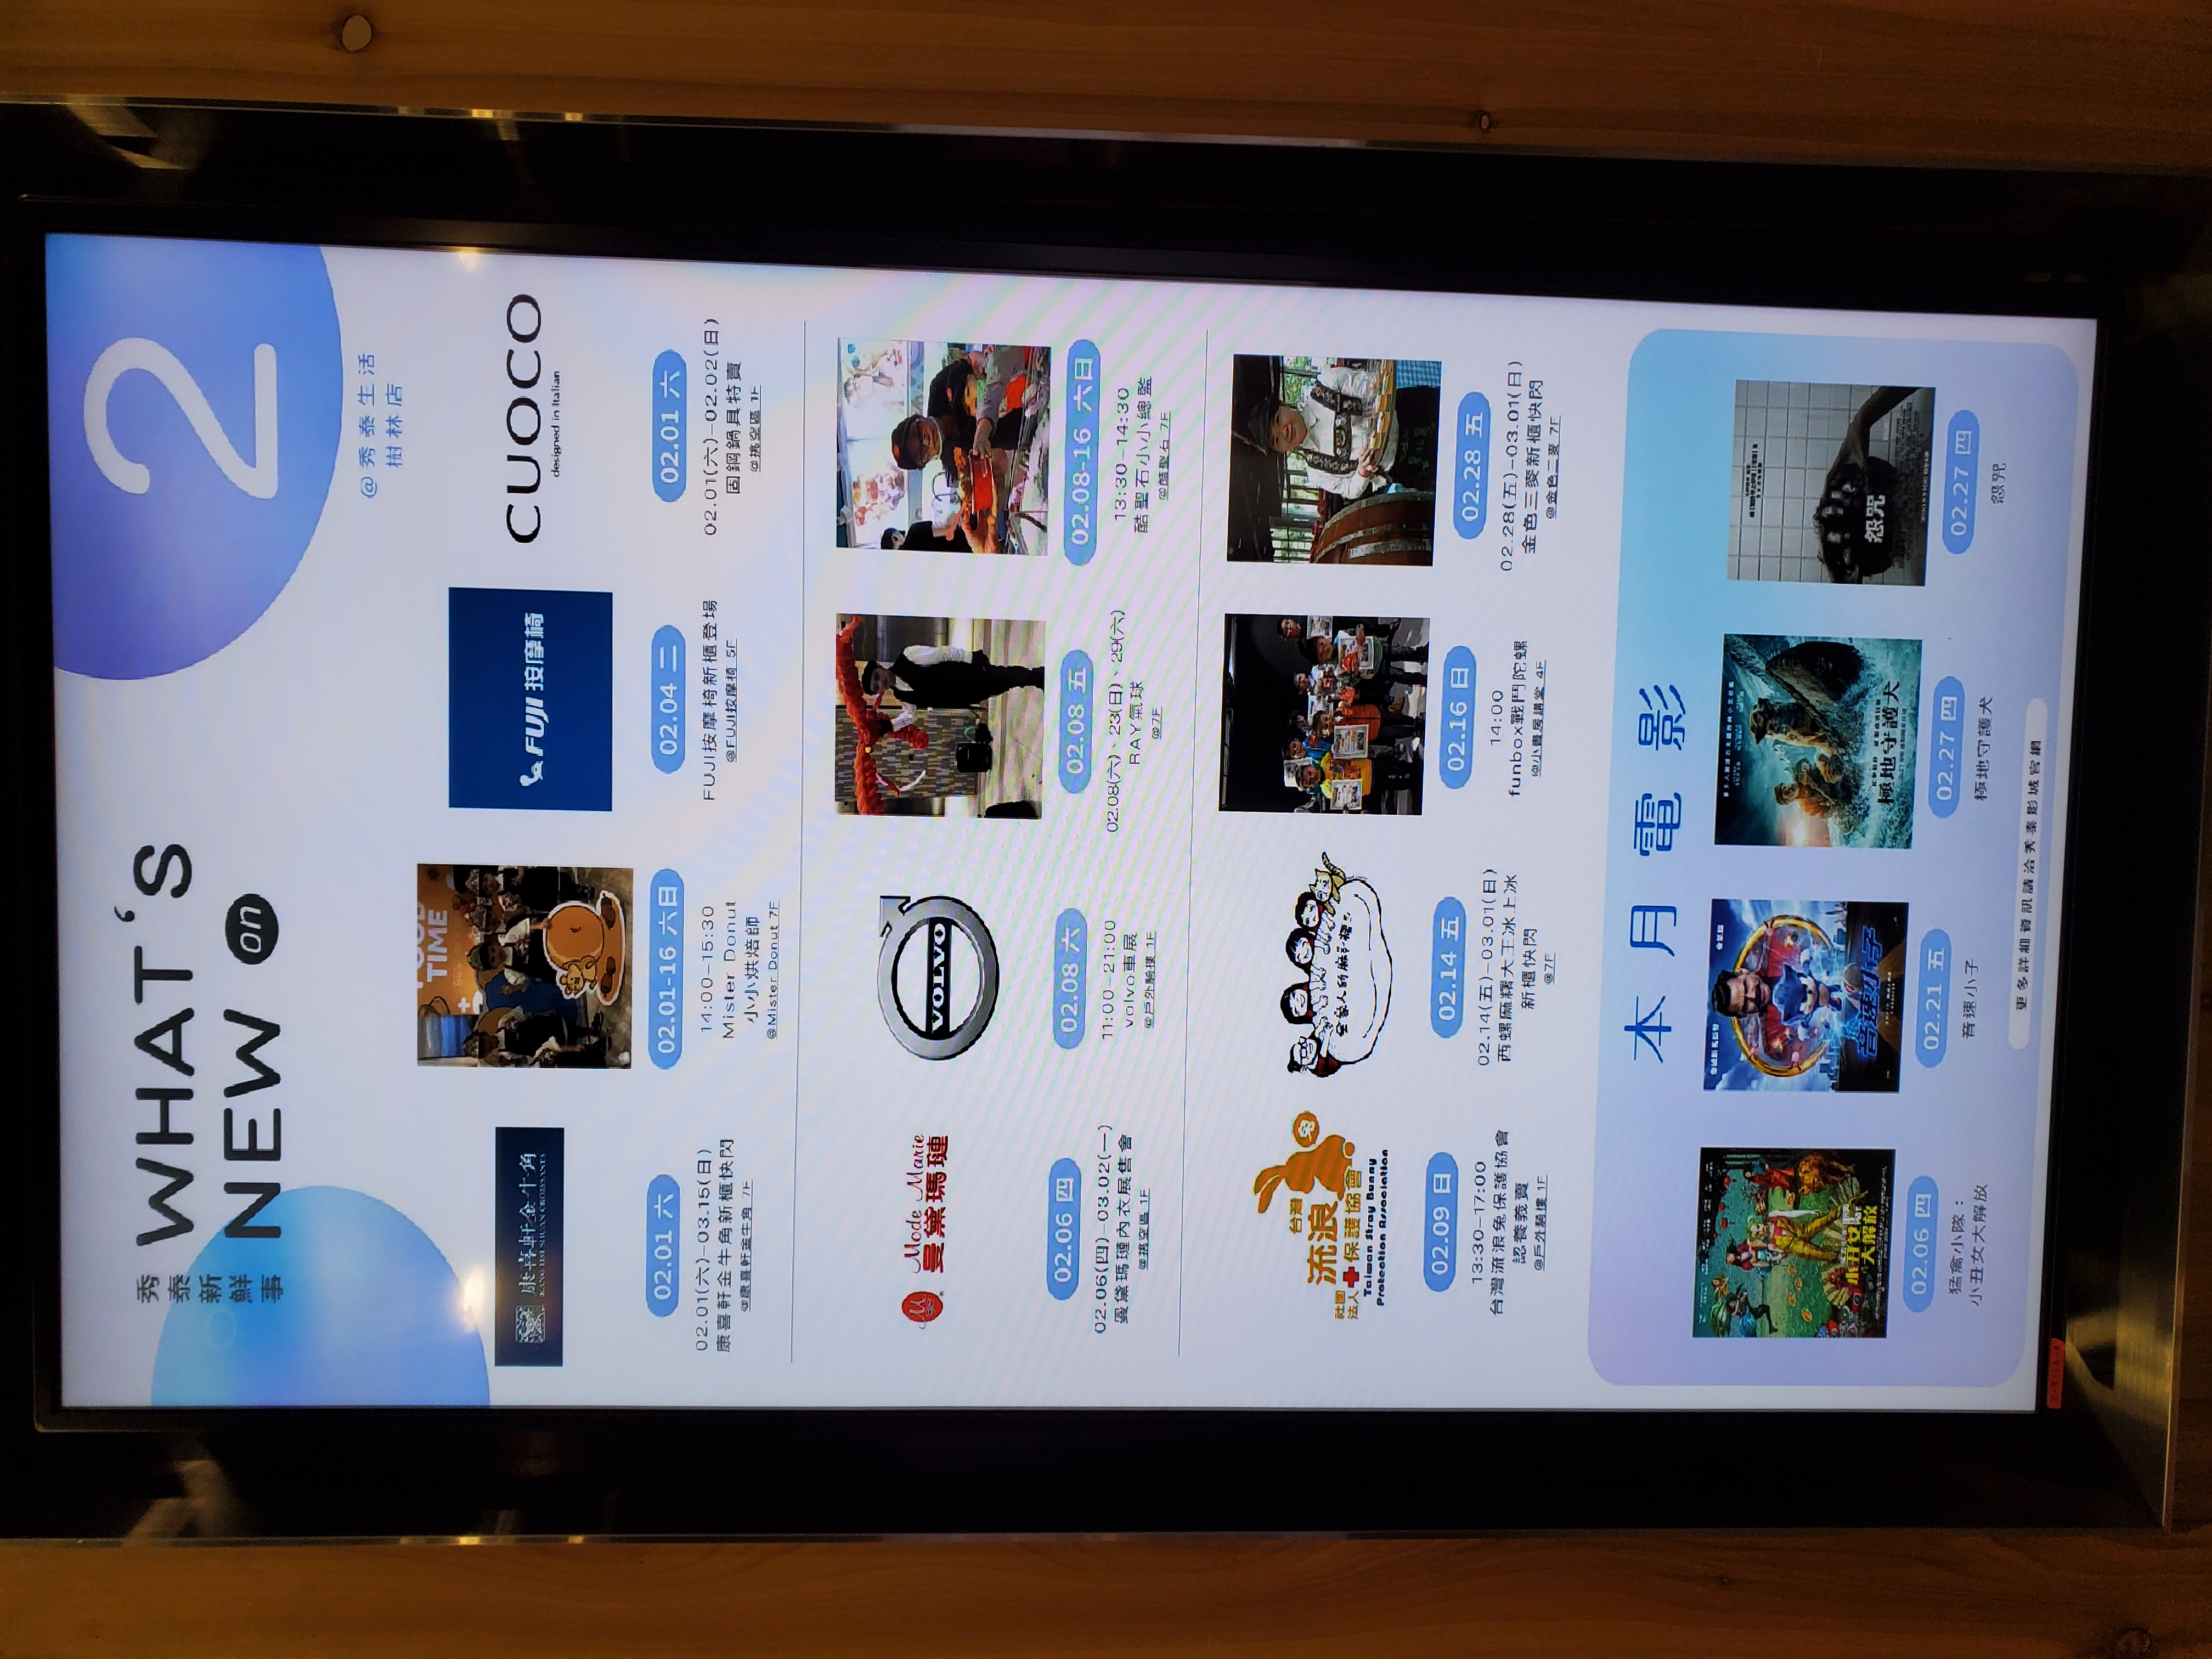 秀泰新鮮事
WHAT'S
NEW on
2
@秀泰生活
樹林店
康喜軒金牛角
KANG HSI SHUAN CROISSANTS
02.01 六
02.01(六)-03.15(日)
康喜軒金牛角新櫃快閃
@康喜軒金牛角 7F
TIME
02.01-16 六日
14:00-15:30
Mister Donut
小小烘焙師
@Mister Donut 7F
FUJI 按摩椅
02.04 二
FUJI按摩椅新櫃登場
@FUJI按摩椅 5F
CUOCO
designed in Italian
02.01 六
02.01(六)-02.02(日)
固鋼鍋具特賣
@挑空區 1F
Mode Marie
曼黛瑪璉
02.06 四
02.06(四)-03.02(一)
曼黛瑪璉內衣展售會
@挑空區 1F
VOLVO
02.08 六
11:00-21:00
volvo車展
@戶外騎樓 1F
02.08 五
02.08(六)、23(日)、29(六)
RAY氣球
@7F
02.08-16 六日
13:30-14:30
酷聖石小小總監
@酷聖石 7F
台灣
流浪
社團
法人
保護協會
Taiwan Stray Bunny
Protection Association
02.09 日
13:30-17:00
台灣流浪兔保護協會
認養義賣
@戶外騎樓 1F
全家人的麻糬
02.14 五
02.14(五)-03.01(日)
西螺麻糬大王冰上冰
新櫃快閃
@7F
02.16 日
14:00
funbox戰鬥陀螺
@小書房講堂 4F
02.28 五
02.28(五)-03.01(日)
金色三麥新櫃快閃
@金色三麥 7F
本月電影
小丑女
大解放
02.06 四
猛禽小隊：
小丑女大解放
音速小子
02.21 五
音速小子
極地守護犬
02.27 四
極地守護犬
怨咒
02.27 四
怨咒
更多詳細資訊請洽秀泰影城官網